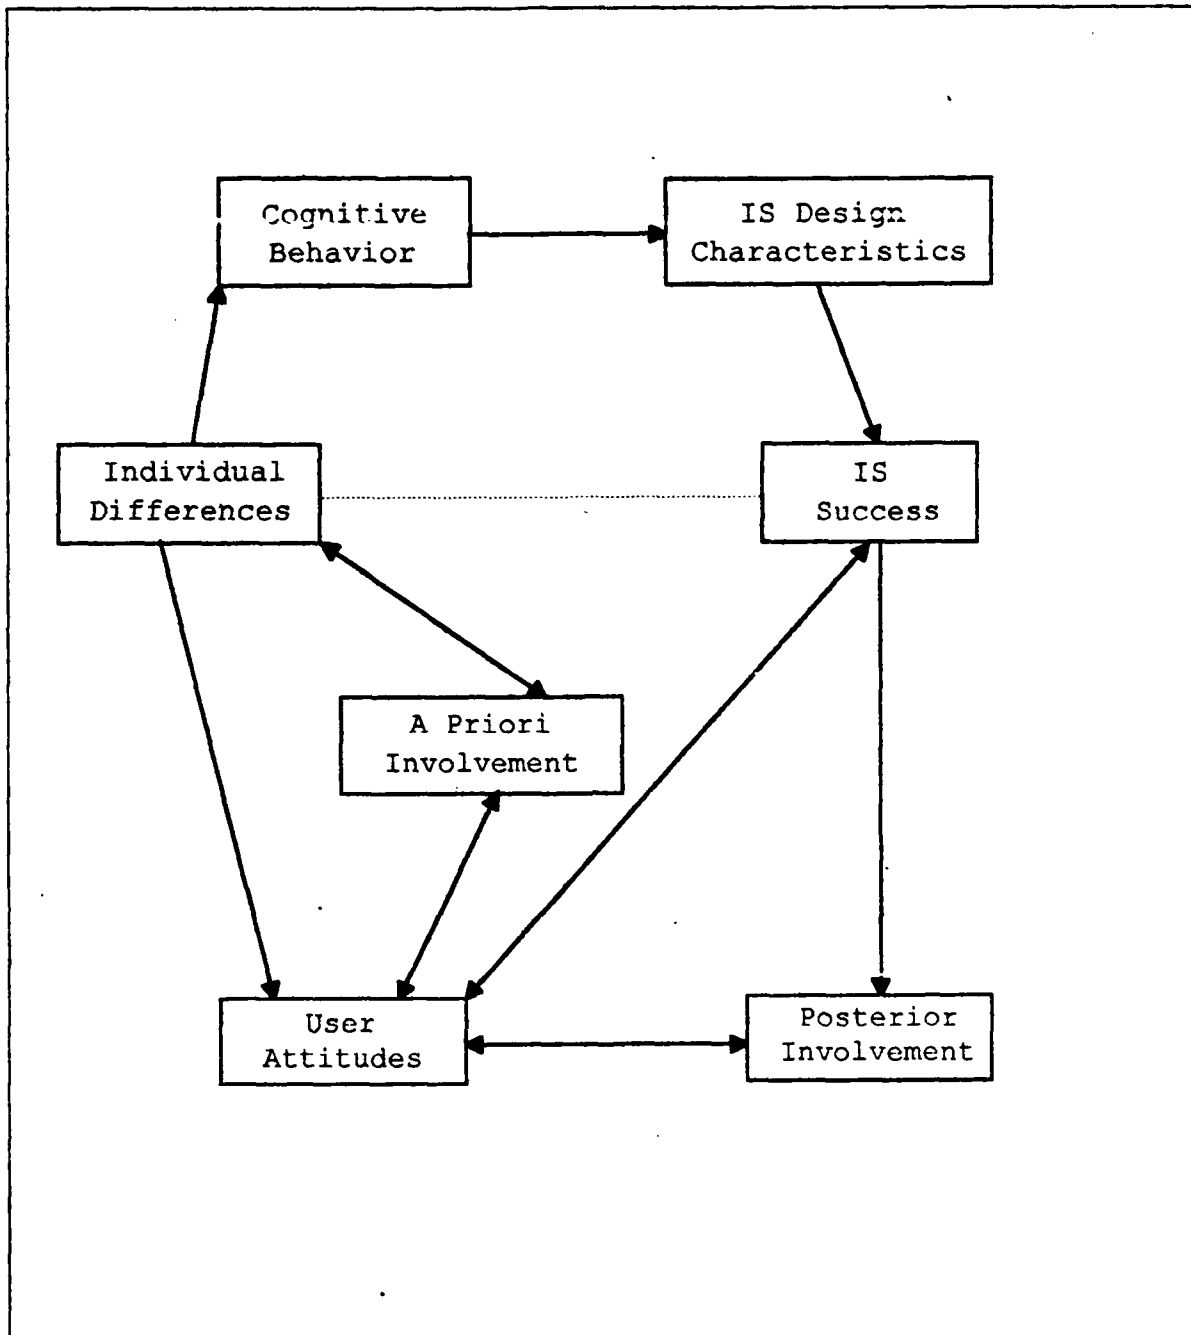 Cognitive
Behavior
IS Design
Characteristics
Individual
Differences
IS
Success
A Priori
Involvement
User
Attitudes
Posterior
Involvement